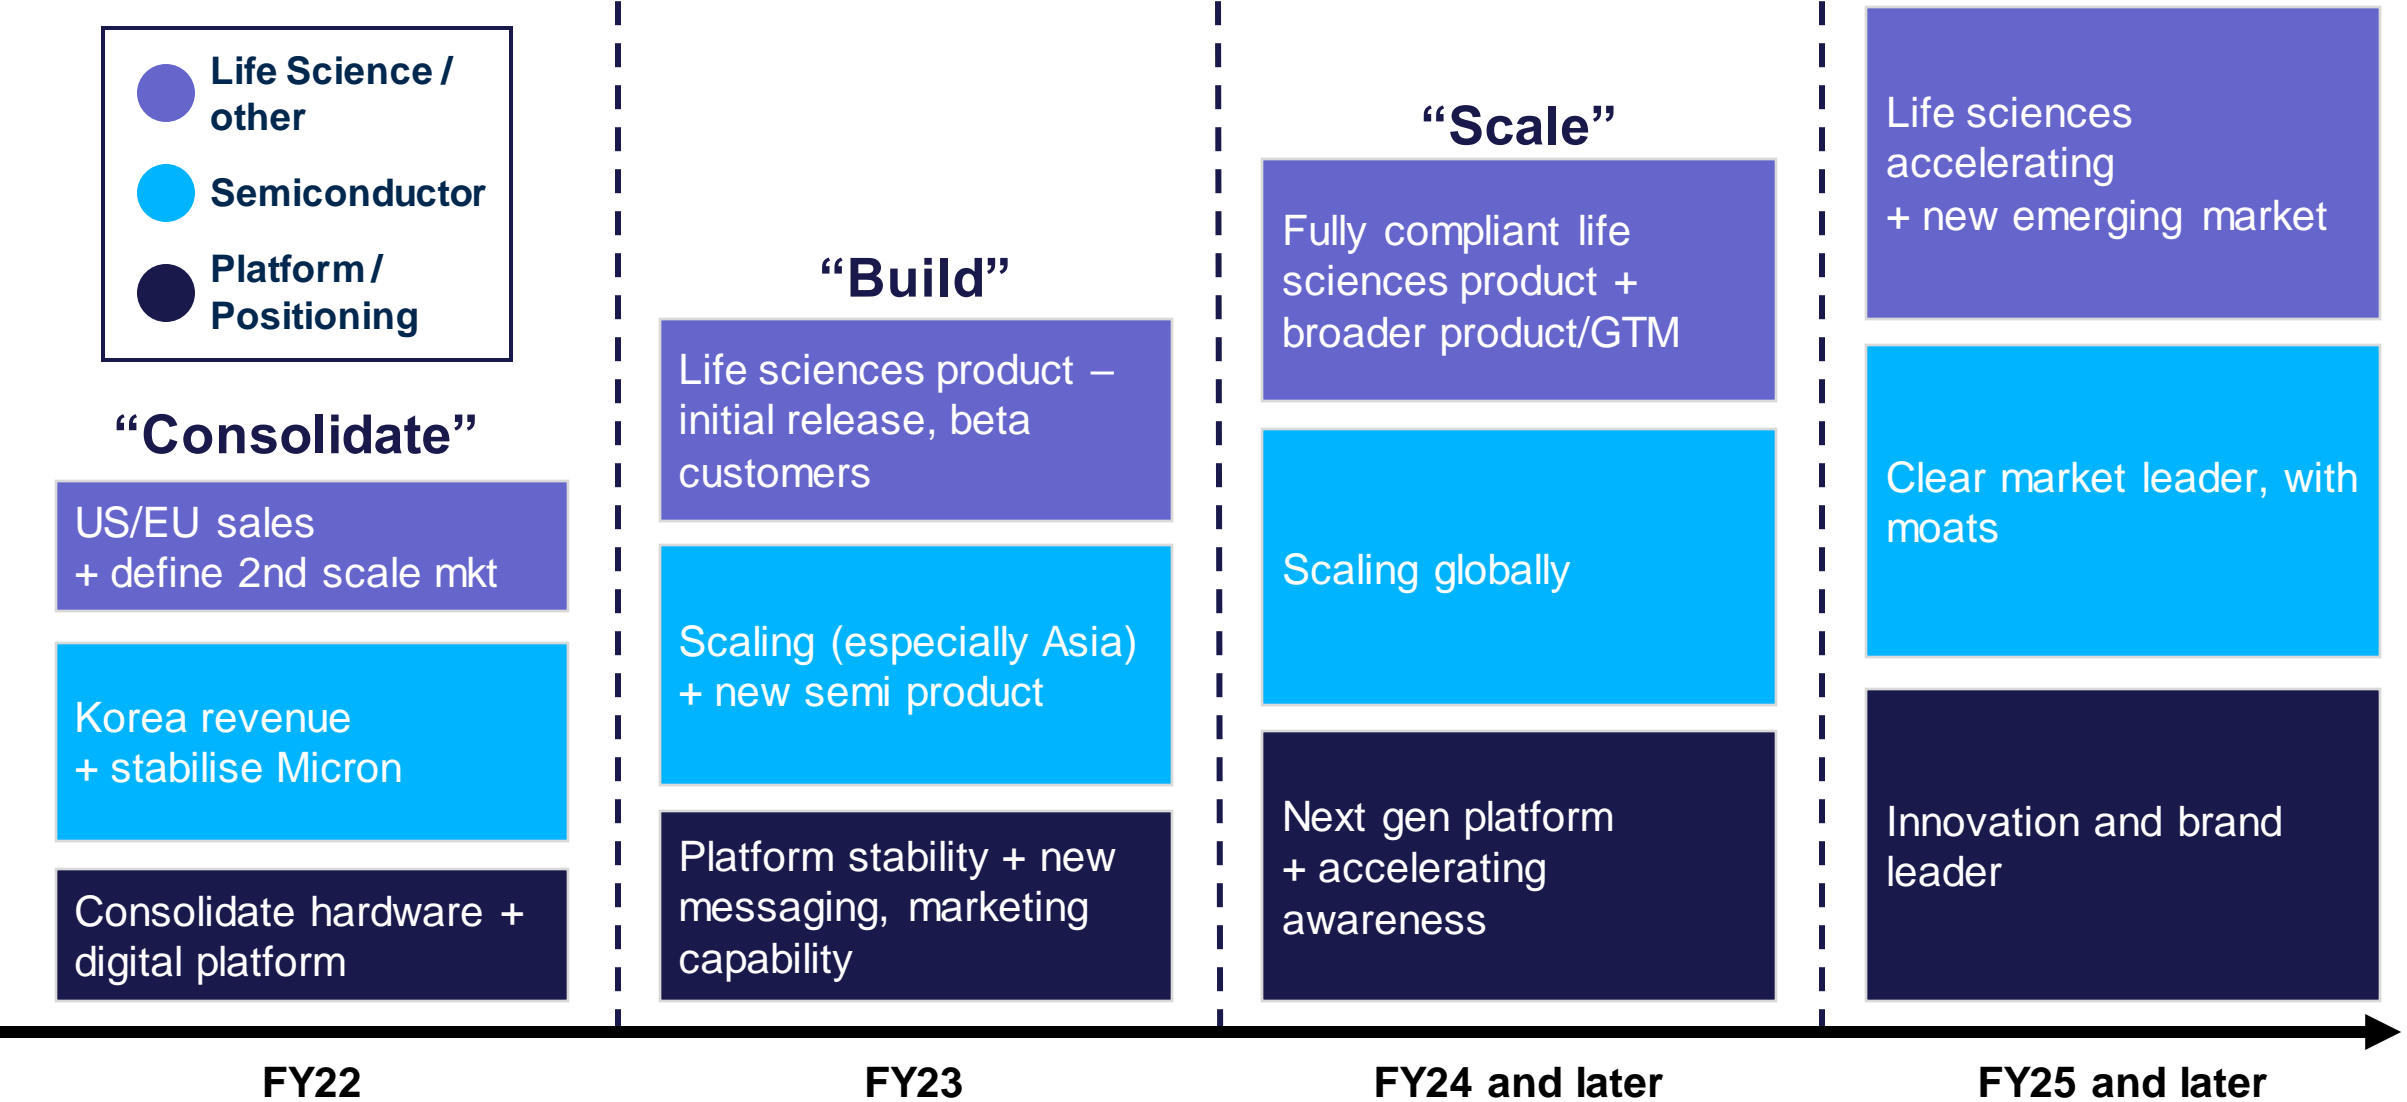 Life Science /
other
Semiconductor
Platform /
Positioning
“Consolidate”
US/EU sales
+ define 2nd scale mkt
Korea revenue
+ stabilise Micron
Consolidate hardware +
digital platform
FY22
“Build”
Life sciences product –
initial release, beta
customers
Scaling (especially Asia)
+ new semi product
Platform stability + new
messaging, marketing
capability
FY23
“Scale”
Fully compliant life
sciences product +
broader product/GTM
Scaling globally
Next gen platform
+ accelerating
awareness
FY24 and later
Life sciences
accelerating
+ new emerging market
Clear market leader, with
moats
Innovation and brand
leader
FY25 and later